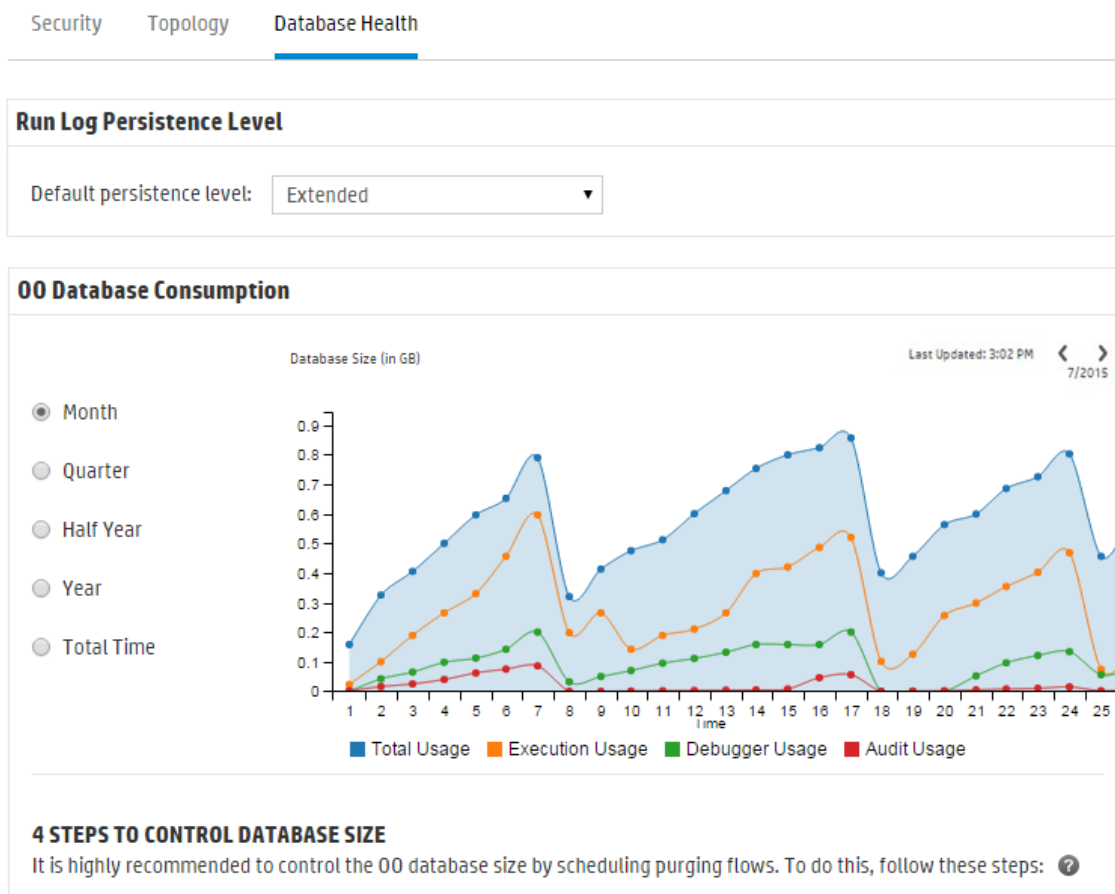 Security Topology Database Health
Run Log Persistence Level
Default persistence level: Extended
OO Database Consumption
Database Size (in GB) Last Updated: 3:02 PM
7/2015
Month
Quarter
Half Year
Year
Total Time
0.9
0.8
0.7
0.6
0.5
0.4
0.3
0.2
0.1
0
1 2 3 4 5 6 7 8 9 10 11 12 13 14 15 16 17 18 19 20 21 22 23 24 25
Time
Total Usage Execution Usage Debugger Usage Audit Usage
4 STEPS TO CONTROL DATABASE SIZE
It is highly recommended to control the OO database size by scheduling purging flows. To do this, follow these steps: ?